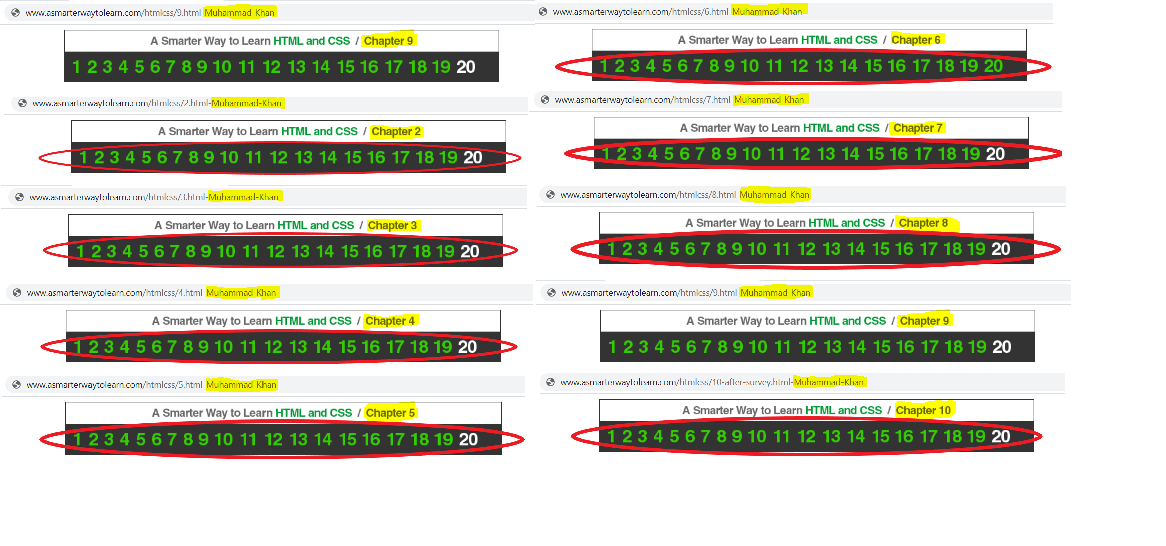 www.asmarterwaytolearn.com/htmlcss/9.html Muhammad-Khan
A Smarter Way to Learn HTML and CSS / Chapter 9
1 2 3 4 5 6 7 8 9 10 11 12 13 14 15 16 17 18 19 20
www.asmarterwaytolearn.com/htmlcss/2.html-Muhammad-Khan
A Smarter Way to Learn HTML and CSS / Chapter 2
1 2 3 4 5 6 7 8 9 10 11 12 13 14 15 16 17 18 19 20
www.asmarterwaytolearn.com/htmlcss/3.html-Muhammad-Khan
A Smarter Way to Learn HTML and CSS / Chapter 3
1 2 3 4 5 6 7 8 9 10 11 12 13 14 15 16 17 18 19 20
www.asmarterwaytolearn.com/htmlcss/4.html Muhammad-Khan
A Smarter Way to Learn HTML and CSS / Chapter 4
1 2 3 4 5 6 7 8 9 10 11 12 13 14 15 16 17 18 19 20
www.asmarterwaytolearn.com/htmlcss/5.html Muhammad-Khan
A Smarter Way to Learn HTML and CSS / Chapter 5
1 2 3 4 5 6 7 8 9 10 11 12 13 14 15 16 17 18 19 20
www.asmarterwaytolearn.com/htmlcss/6.html Muhammad-Khan
A Smarter Way to Learn HTML and CSS / Chapter 6
1 2 3 4 5 6 7 8 9 10 11 12 13 14 15 16 17 18 19 20
www.asmarterwaytolearn.com/htmlcss/7.html Muhammad Khan
A Smarter Way to Learn HTML and CSS / Chapter 7
1 2 3 4 5 6 7 8 9 10 11 12 13 14 15 16 17 18 19 20
www.asmarterwaytolearn.com/htmlcss/8.html Muhammad-Khan
A Smarter Way to Learn HTML and CSS / Chapter 8
1 2 3 4 5 6 7 8 9 10 11 12 13 14 15 16 17 18 19 20
www.asmarterwaytolearn.com/htmlcss/9.html Muhammad-Khan
A Smarter Way to Learn HTML and CSS / Chapter 9
1 2 3 4 5 6 7 8 9 10 11 12 13 14 15 16 17 18 19 20
www.asmarterwaytolearn.com/htmlcss/10-after-survey.html-Muhammad-Khan
A Smarter Way to Learn HTML and CSS / Chapter 10
1 2 3 4 5 6 7 8 9 10 11 12 13 14 15 16 17 18 19 20